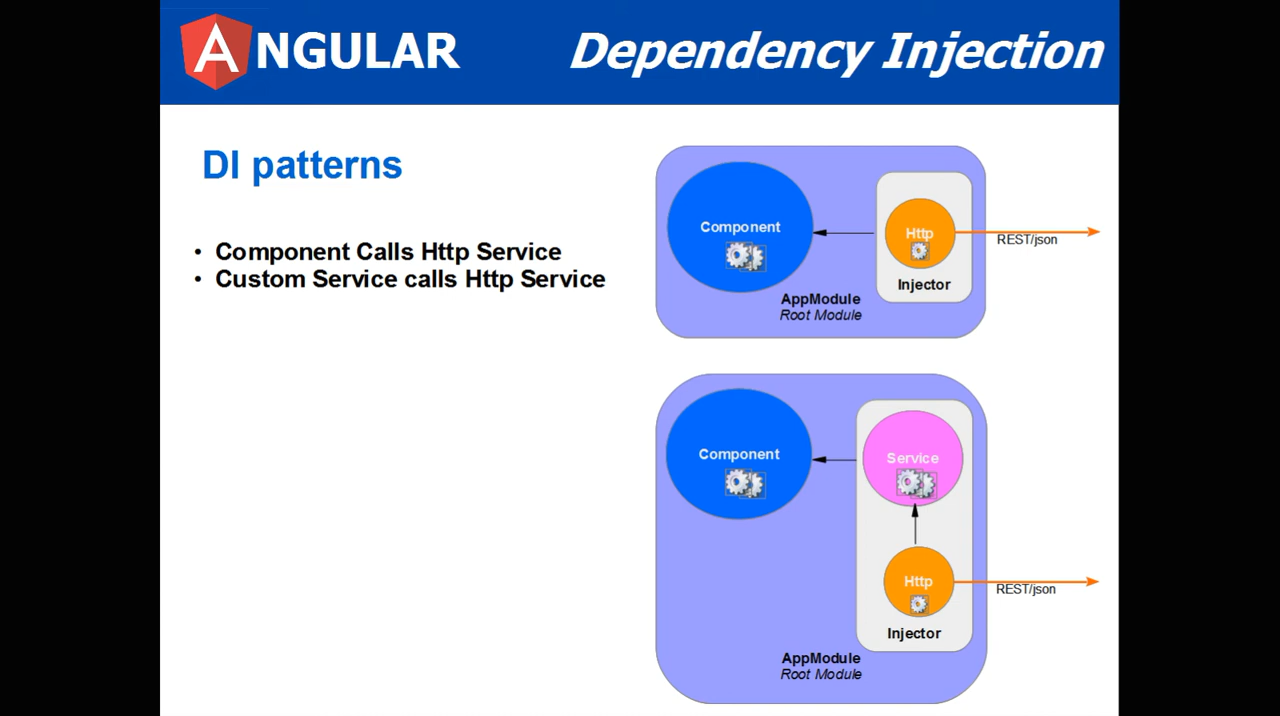 ANGULAR
Dependency Injection
DI patterns
• Component Calls Http Service
• Custom Service calls Http Service
Component
Http
REST/json
Injector
AppModule
Root Module
Component
Service
Http
REST/json
Injector
AppModule
Root Module